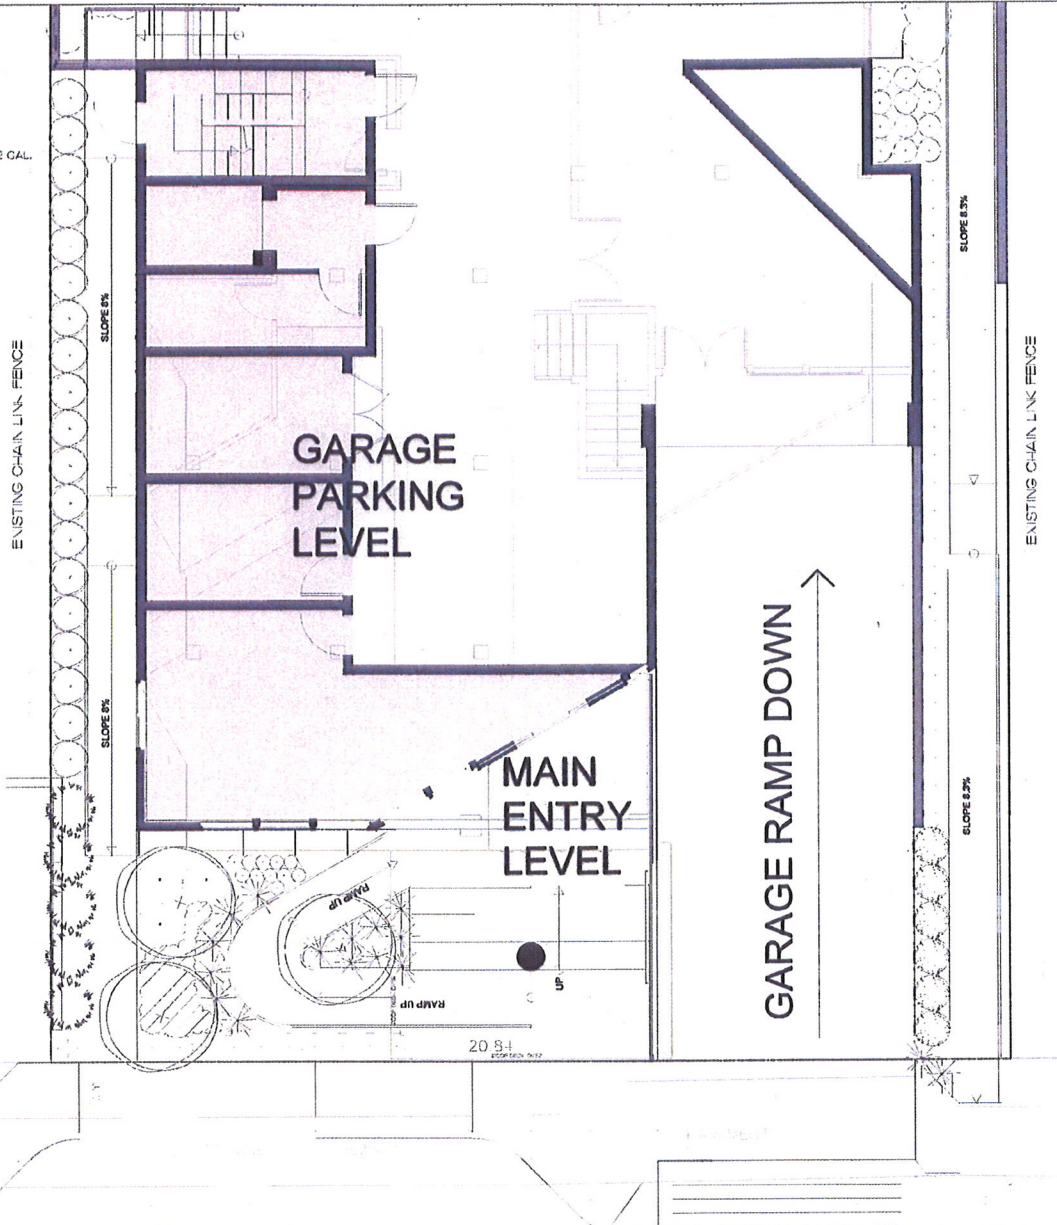 GAL.
SLOPE 8.3%
SLOPE 8%
EXISTING CHAIN LINK FENCE
EXISTING CHAIN LINK FENCE
GARAGE
PARKING
LEVEL
GARAGE RAMP DOWN
SLOPE 8%
SLOPE 8.3%
MAIN
ENTRY
LEVEL
RAMP UP
UP
RAMP UP
20.84